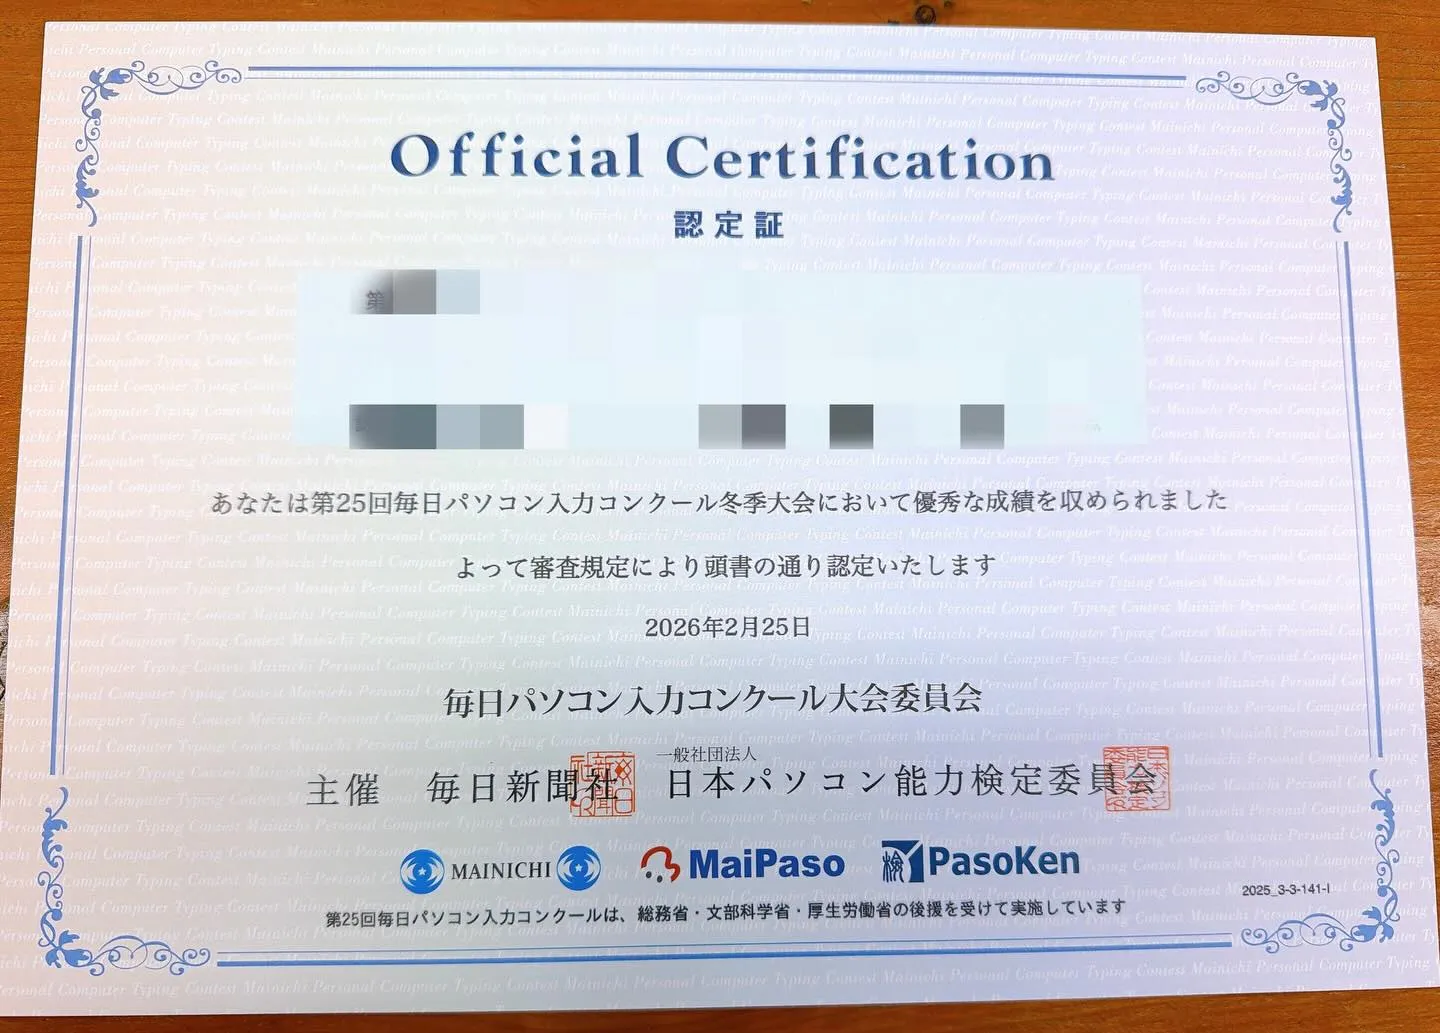 Official Certification
認定証
第
あなたは第25回毎日パソコン入力コンクール冬季大会において優秀な成績を収められました
よって審査規定により頭書の通り認定いたします
2026年2月25日
毎日パソコン入力コンクール大会委員会
主催 毎日新聞社 一般社団法人 日本パソコン能力検定委員会
MAINICHI MaiPaso 検 PasoKen
2025_3-3-141-I
第25回毎日パソコン入力コンクールは、総務省・文部科学省・厚生労働省の後援を受けて実施しています